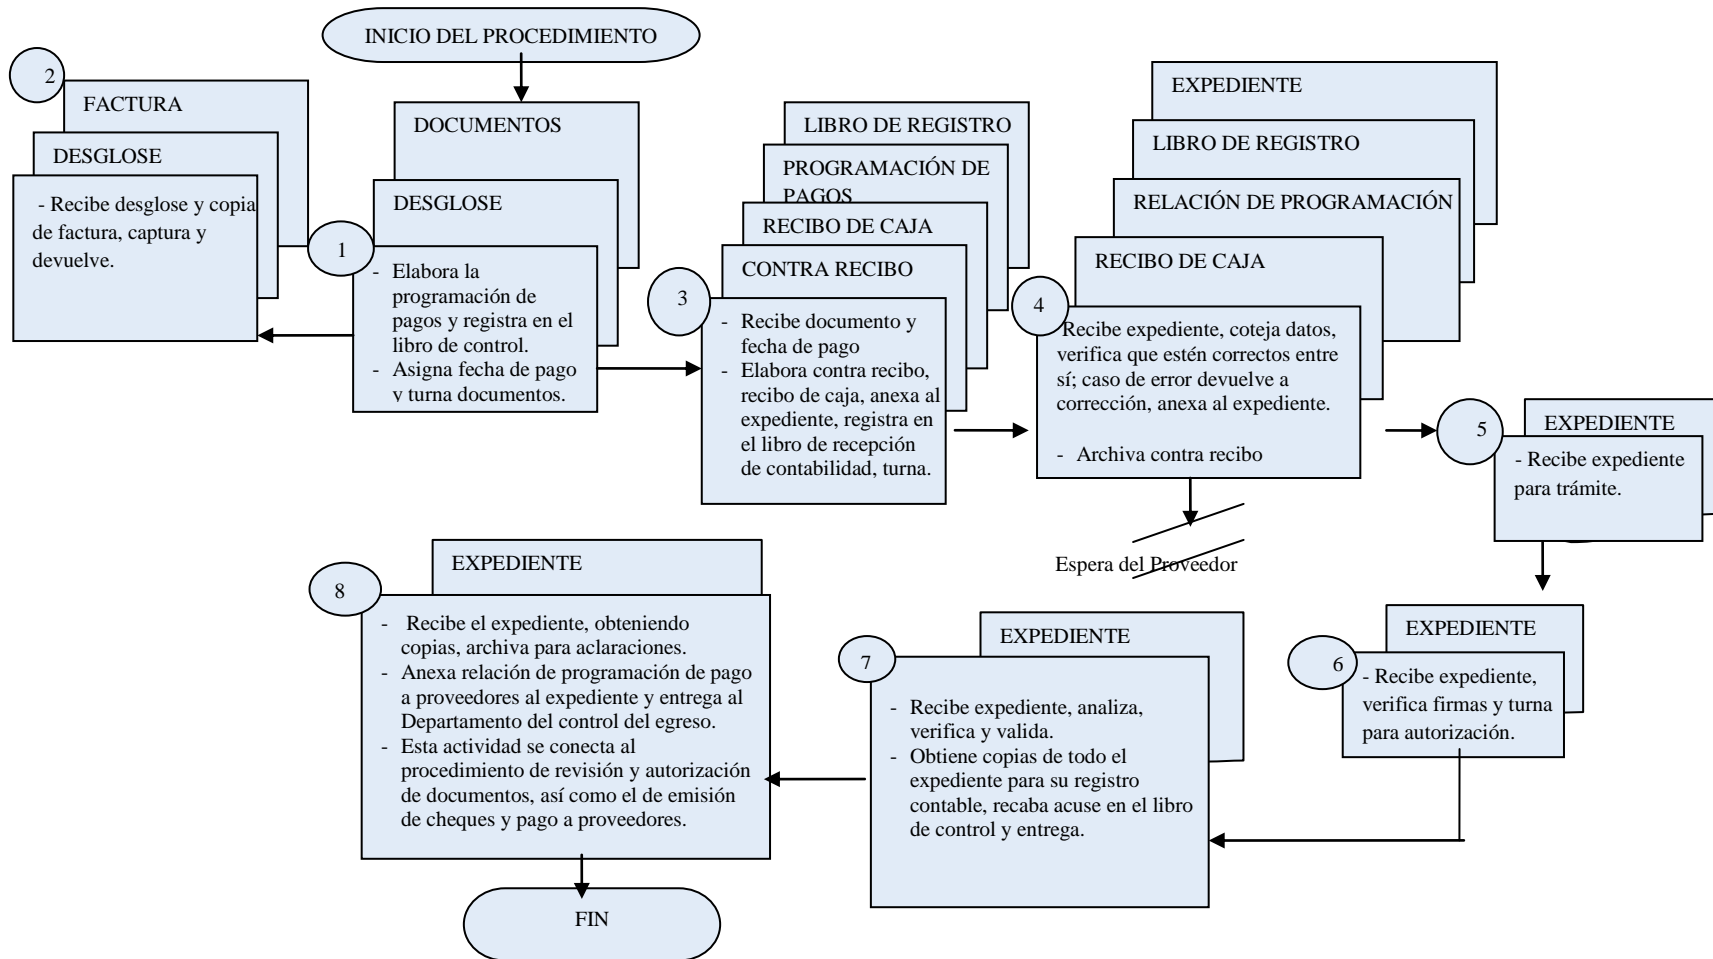 INICIO DEL PROCEDIMIENTO
2
FACTURA
DESGLOSE
- Recibe desglose y copia
de factura, captura y
devuelve.
DOCUMENTOS
DESGLOSE
1
- Elabora la
programación de
pagos y registra en el
libro de control.
- Asigna fecha de pago
y turna documentos.
LIBRO DE REGISTRO
PROGRAMACIÓN DE
PAGOS
RECIBO DE CAJA
CONTRA RECIBO
3
- Recibe documento y
fecha de pago
- Elabora contra recibo,
recibo de caja, anexa al
expediente, registra en
el libro de recepción
de contabilidad, turna.
EXPEDIENTE
LIBRO DE REGISTRO
RELACIÓN DE PROGRAMACIÓN
RECIBO DE CAJA
4
Recibe expediente, coteja datos,
verifica que estén correctos entre
sí; caso de error devuelve a
corrección, anexa al expediente.
- Archiva contra recibo
Espera del Proveedor
EXPEDIENTE
5
- Recibe expediente
para trámite.
EXPEDIENTE
6
- Recibe expediente,
verifica firmas y turna
para autorización.
EXPEDIENTE
7
- Recibe expediente, analiza,
verifica y valida.
- Obtiene copias de todo el
expediente para su registro
contable, recaba acuse en el libro
de control y entrega.
EXPEDIENTE
8
- Recibe el expediente, obteniendo
copias, archiva para aclaraciones.
- Anexa relación de programación de pago
a proveedores al expediente y entrega al
Departamento del control del egreso.
- Esta actividad se conecta al
procedimiento de revisión y autorización
de documentos, así como el de emisión
de cheques y pago a proveedores.
FIN